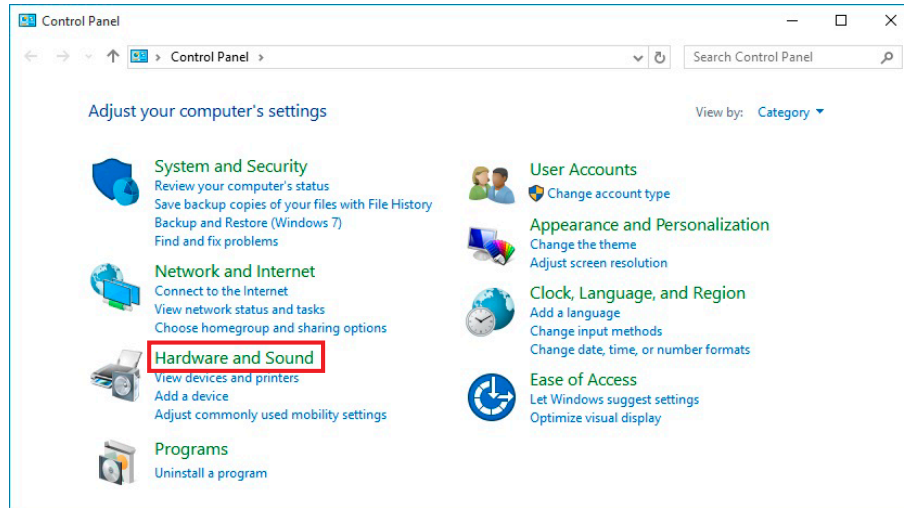 Control Panel
Control Panel
Search Control Panel
Adjust your computer's settings
View by: Category
System and Security
Review your computer's status
Save backup copies of your files with File History
Backup and Restore (Windows 7)
Find and fix problems
Network and Internet
Connect to the Internet
View network status and tasks
Choose homegroup and sharing options
Hardware and Sound
View devices and printers
Add a device
Adjust commonly used mobility settings
Programs
Uninstall a program
User Accounts
Change account type
Appearance and Personalization
Change the theme
Adjust screen resolution
Clock, Language, and Region
Add a language
Change input methods
Change date, time, or number formats
Ease of Access
Let Windows suggest settings
Optimize visual display